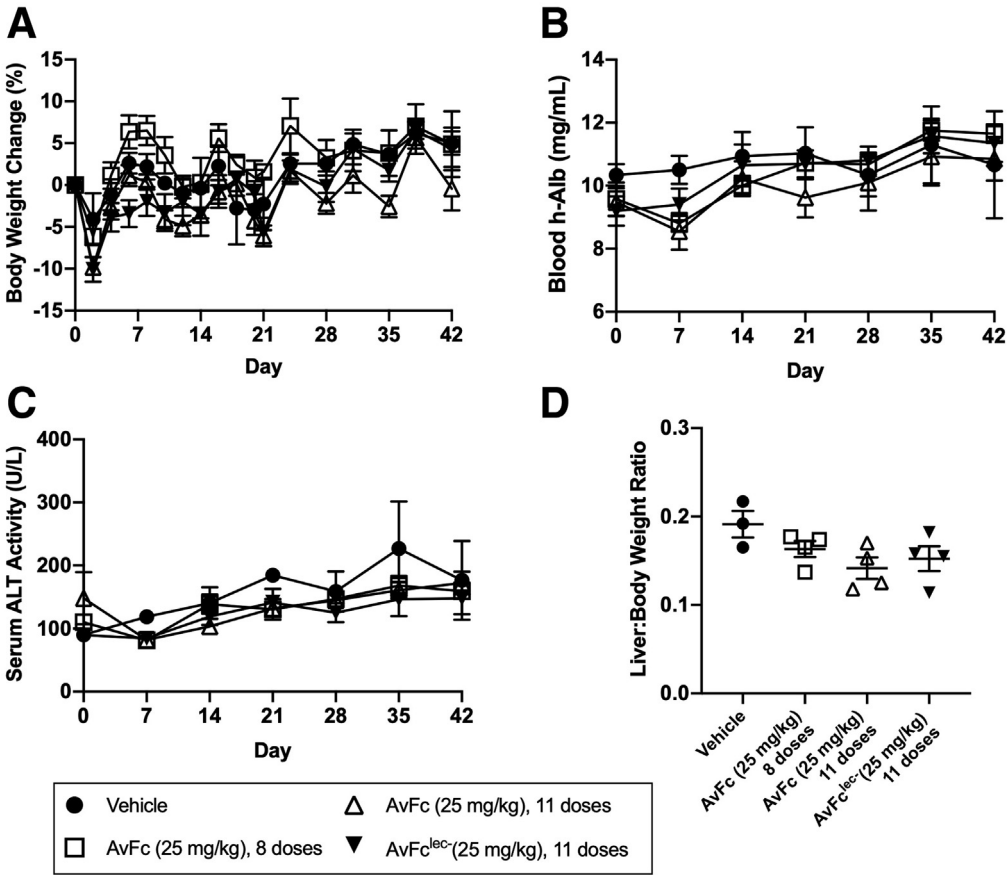 A
Body Weight Change (%)
15
10
5
0
-5
-10
-15
0 7 14 21 28 35 42
Day
B
Blood h-Alb (mg/mL)
14
12
10
8
6
0 7 14 21 28 35 42
Day
C
Serum ALT Activity (U/L)
400
300
200
100
0
0 7 14 21 28 35 42
Day
D
Liver:Body Weight Ratio
0.3
0.2
0.1
0.0
Vehicle
AvFc (25 mg/kg)
8 doses
AvFc (25 mg/kg)
11 doses
AvFclec-(25 mg/kg)
11 doses
Vehicle
AvFc (25 mg/kg), 8 doses
AvFc (25 mg/kg), 11 doses
AvFclec-(25 mg/kg), 11 doses